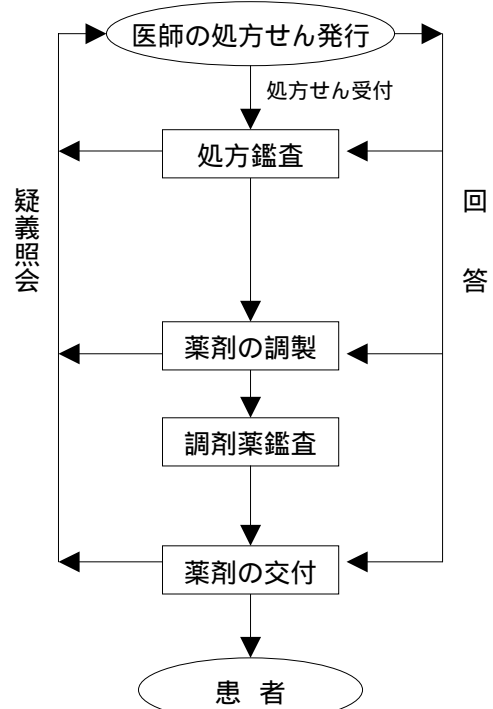 医師の処方せん発行
処方せん受付
処方鑑査
疑義照会
回答
薬剤の調製
調剤薬鑑査
薬剤の交付
患者